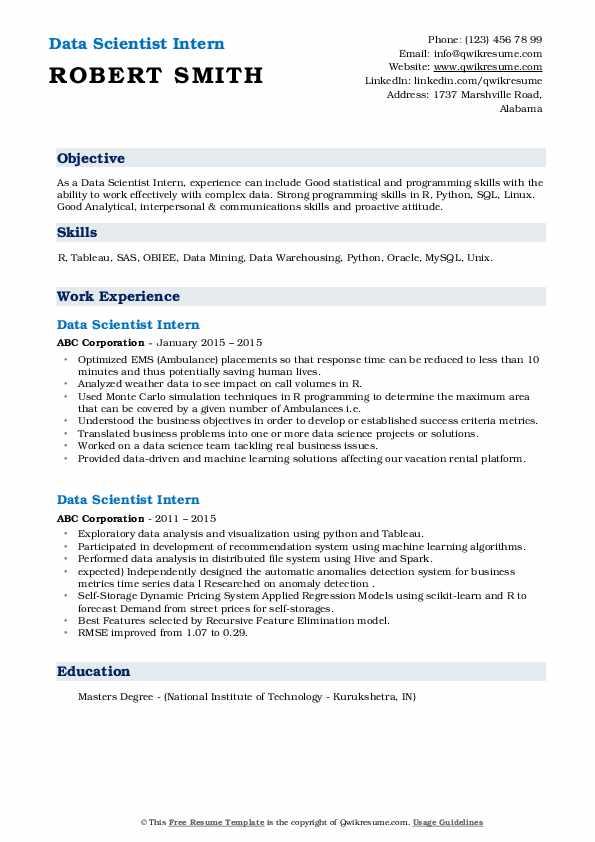 Data Scientist Intern
ROBERT SMITH
Phone: (123) 456 78 99
Email: info@qwikresume.com
Website: www.qwikresume.com
LinkedIn: linkedin.com/qwikresume
Address: 1737 Marshville Road,
Alabama
Objective
As a Data Scientist Intern, experience can include Good statistical and programming skills with the
ability to work effectively with complex data. Strong programming skills in R, Python, SQL, Linux.
Good Analytical, interpersonal & communications skills and proactive attitude.
Skills
R, Tableau, SAS, OBIEE, Data Mining, Data Warehousing, Python, Oracle, MySQL, Unix.
Work Experience
Data Scientist Intern
ABC Corporation - January 2015 – 2015
• Optimized EMS (Ambulance) placements so that response time can be reduced to less than 10
minutes and thus potentially saving human lives.
• Analyzed weather data to see impact on call volumes in R.
• Used Monte Carlo simulation techniques in R programming to determine the maximum area
that can be covered by a given number of Ambulances i.e.
• Understood the business objectives in order to develop or established success criteria metrics.
• Translated business problems into one or more data science projects or solutions.
• Worked on a data science team tackling real business issues.
• Provided data-driven and machine learning solutions affecting our vacation rental platform.
Data Scientist Intern
ABC Corporation - 2011 – 2015
• Exploratory data analysis and visualization using python and Tableau.
• Participated in development of recommendation system using machine learning algorithms.
• Performed data analysis in distributed file system using Hive and Spark.
• expected) Independently designed the automatic anomalies detection system for business
metrics time series data l Researched on anomaly detection .
• Self-Storage Dynamic Pricing System Applied Regression Models using scikit-learn and R to
forecast Demand from street prices for self-storages.
• Best Features selected by Recursive Feature Elimination model.
• RMSE improved from 1.07 to 0.29.
Education
Masters Degree - (National Institute of Technology - Kurukshetra, IN)
© This Free Resume Template is the copyright of Qwikresume.com. Usage Guidelines